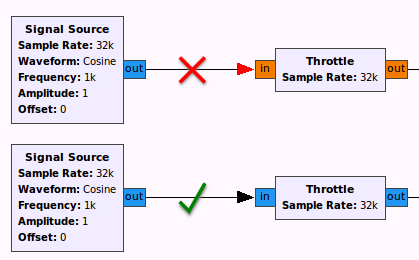 Signal Source
Sample Rate: 32k
Waveform: Cosine
Frequency: 1k
Amplitude: 1
Offset: 0
out
in
Throttle
Sample Rate: 32k
out
Signal Source
Sample Rate: 32k
Waveform: Cosine
Frequency: 1k
Amplitude: 1
Offset: 0
out
in
Throttle
Sample Rate: 32k
out